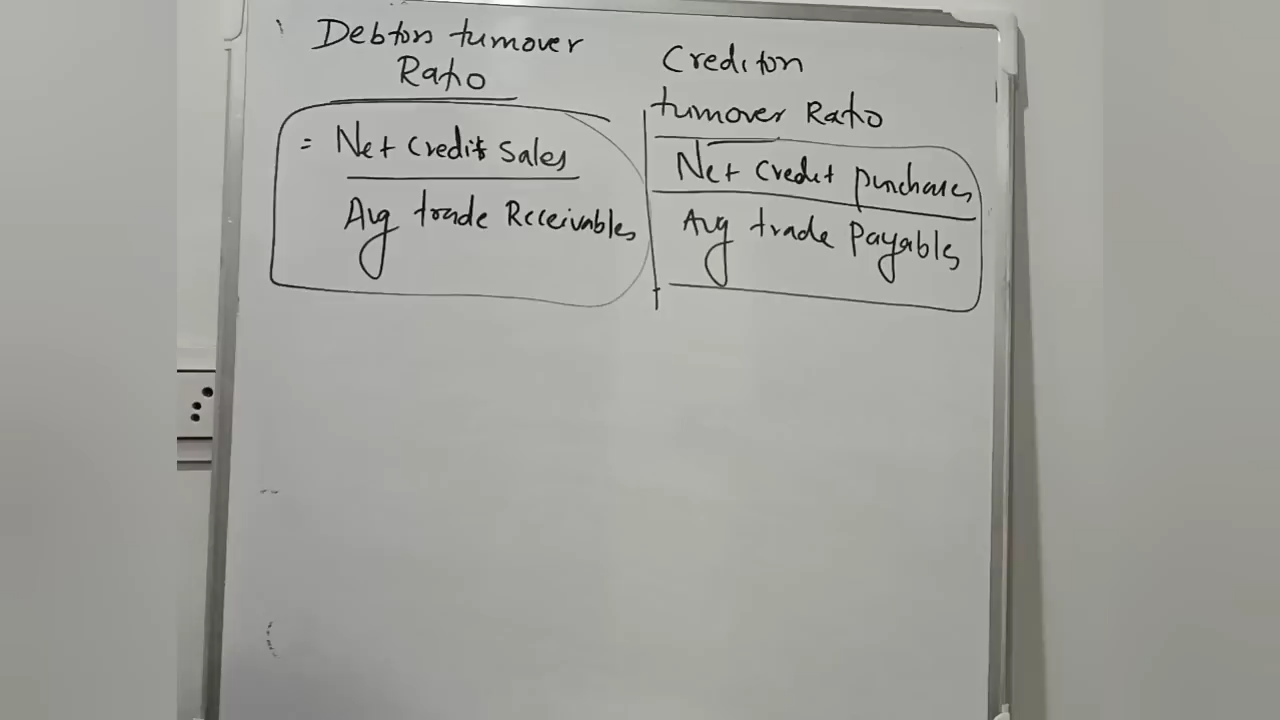 Debtors turnover
Ratio
= Net Credit Sales
Avg trade Receivables
Creditors
turnover Ratio
Net Credit purchases
Avg trade Payables